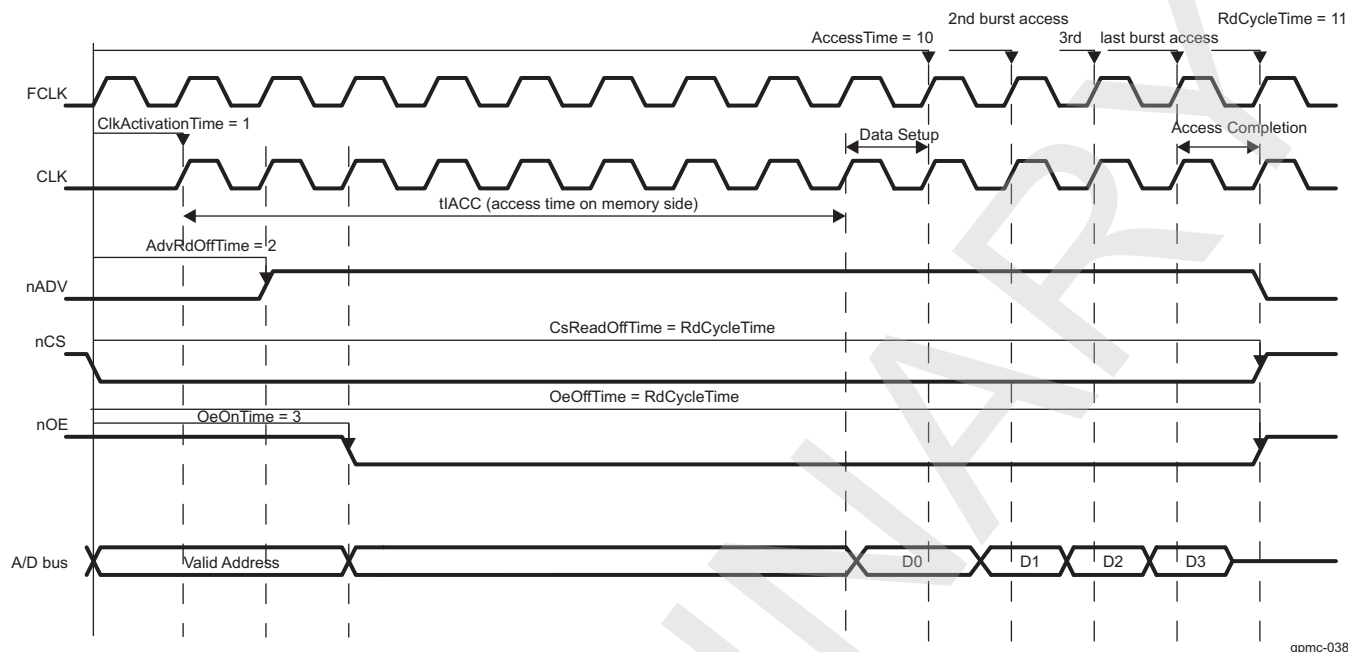 2nd burst access
RdCycleTime = 11
AccessTime = 10
3rd
last burst access
FCLK
ClkActivationTime = 1
Data Setup
Access Completion
CLK
tIACC (access time on memory side)
AdvRdOffTime = 2
nADV
CsReadOffTime = RdCycleTime
nCS
OeOffTime = RdCycleTime
OeOnTime = 3
nOE
A/D bus
Valid Address
D0
D1
D2
D3
gpmc-038